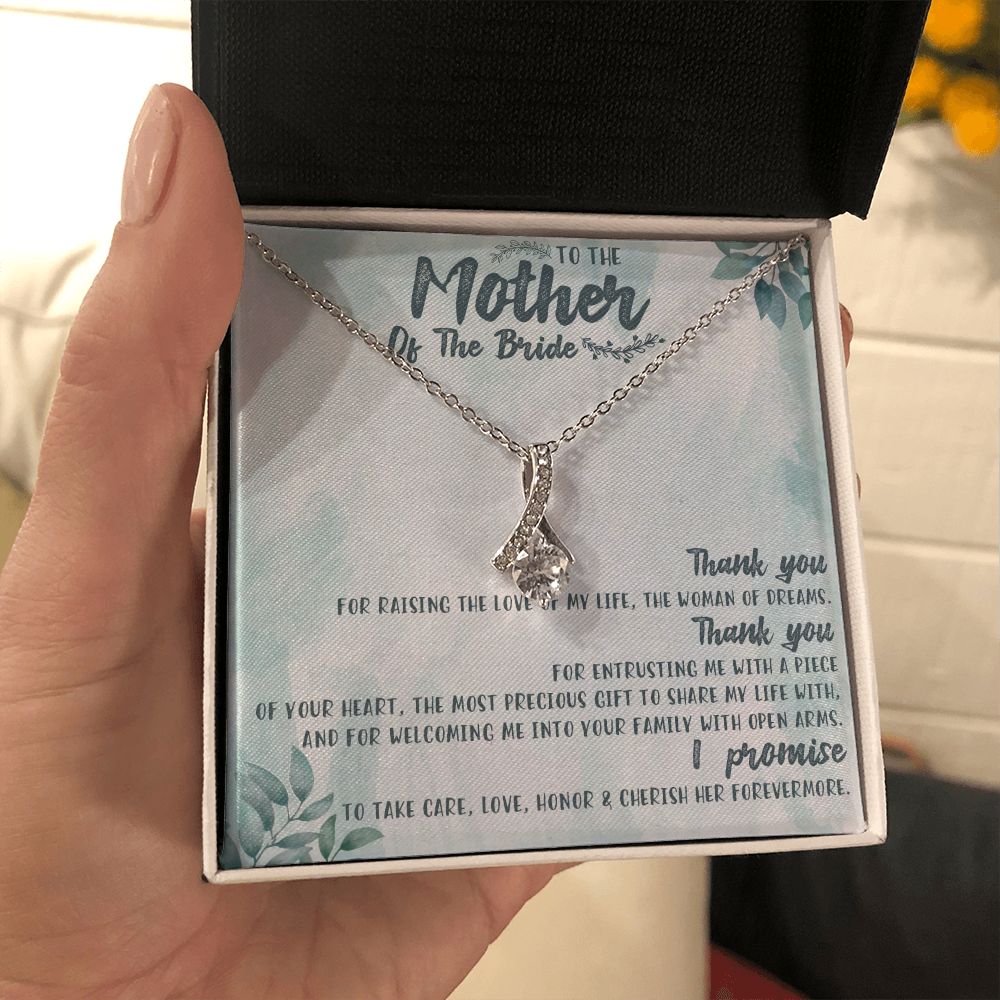 TO THE
Mother
Of The Bride
Thank you
FOR RAISING THE LOVE OF MY LIFE, THE WOMAN OF DREAMS.
Thank you
FOR ENTRUSTING ME WITH A PIECE
OF YOUR HEART, THE MOST PRECIOUS GIFT TO SHARE MY LIFE WITH,
AND FOR WELCOMING ME INTO YOUR FAMILY WITH OPEN ARMS.
I promise
TO TAKE CARE, LOVE, HONOR & CHERISH HER FOREVERMORE.